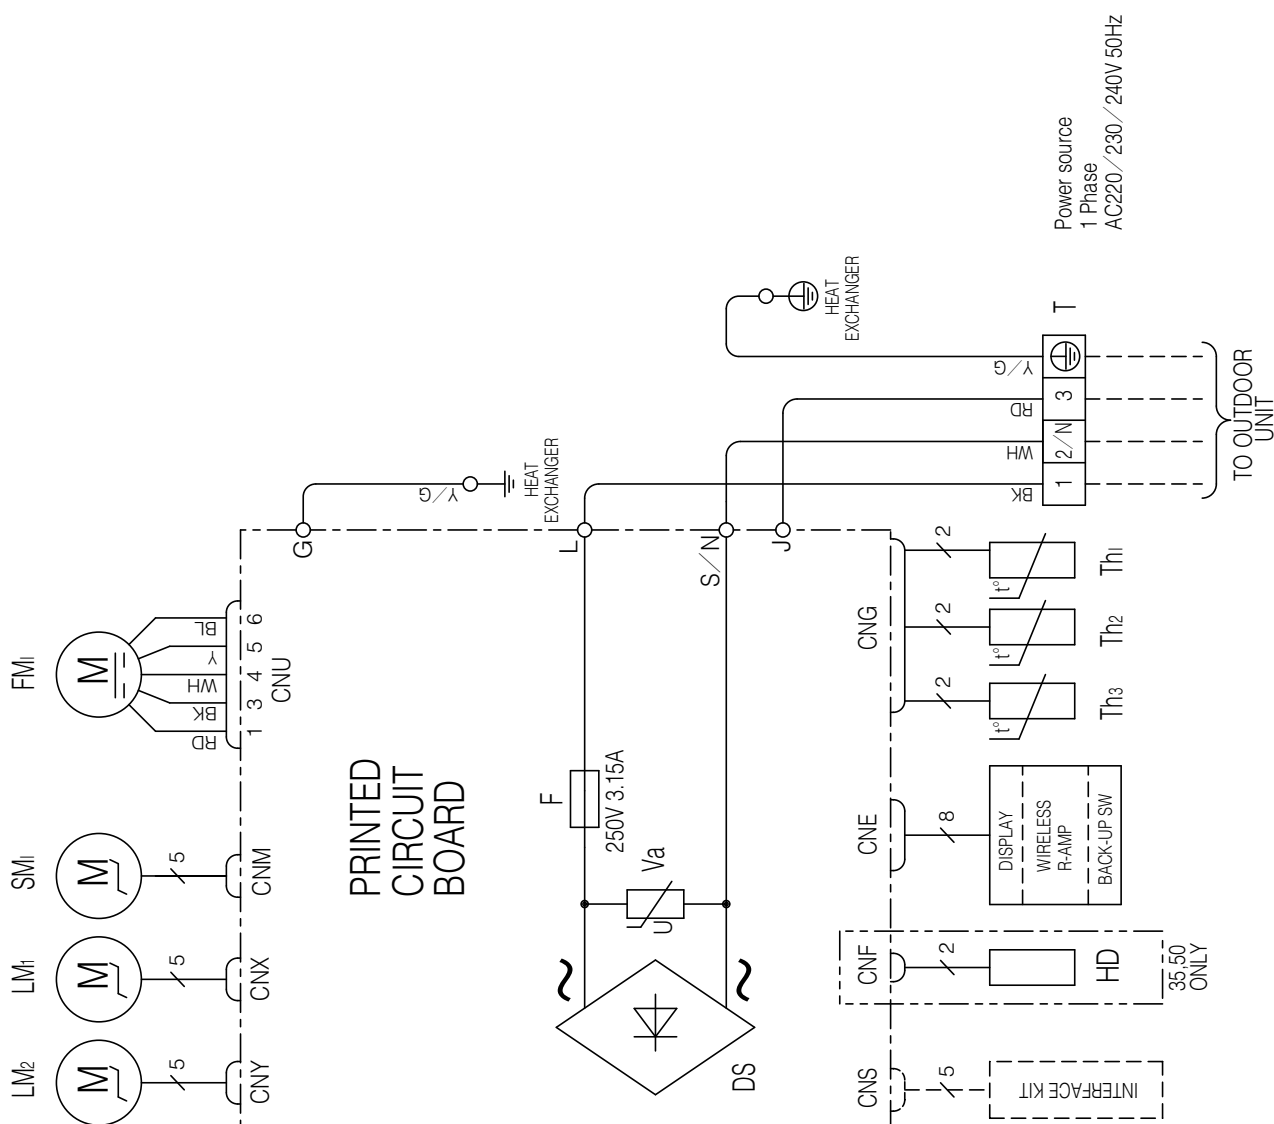 Power source
1 Phase
AC220/230/240V 50Hz
FMI
M
RD
BK
WH
Y
BL
1
3
4
5
6
CNU
SMI
M
5
CNM
LM1
M
5
CNX
LM2
M
5
CNY
PRINTED
CIRCUIT
BOARD
G
Y/G
HEAT
EXCHANGER
L
S/N
J
F
250V 3.15A
Va
U
DS
HEAT
EXCHANGER
Y/G
RD
WH
BK
T
3
2/N
1
TO OUTDOOR
UNIT
CNG
2
t°
Th1
2
t°
Th2
2
t°
Th3
CNE
8
DISPLAY
WIRELESS
R-AMP
BACK-UP SW
CNF
2
HD
35,50
ONLY
CNS
5
INTERFACE KIT